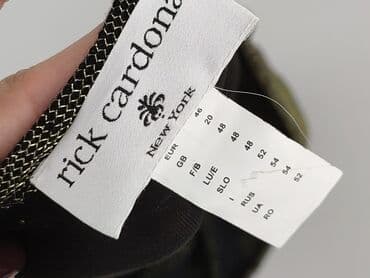 rick cardona
New York
EUR 46
GB 20
F/B 48
LU/E 48
SLO 48
I 52
RUS 54
UA 54
RO 52